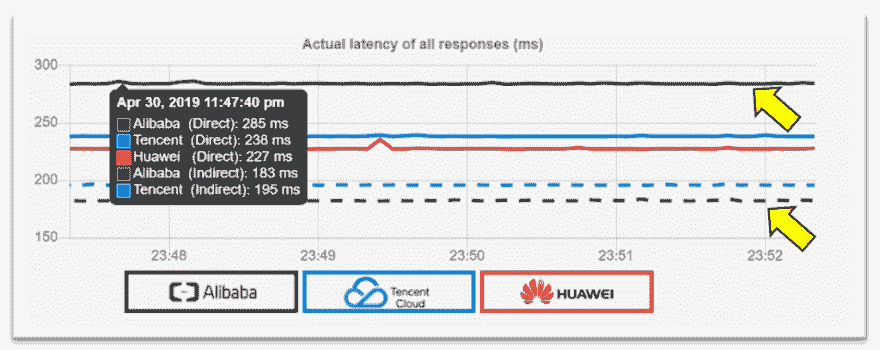 Actual latency of all responses (ms)
300
250
200
150
Apr 30, 2019 11:47:40 pm
Alibaba (Direct): 285 ms
Tencent (Direct): 238 ms
Huawei (Direct): 227 ms
Alibaba (Indirect): 183 ms
Tencent (Indirect): 195 ms
23:48
23:49
23:50
23:51
23:52
Alibaba
Tencent
Cloud
HUAWEI